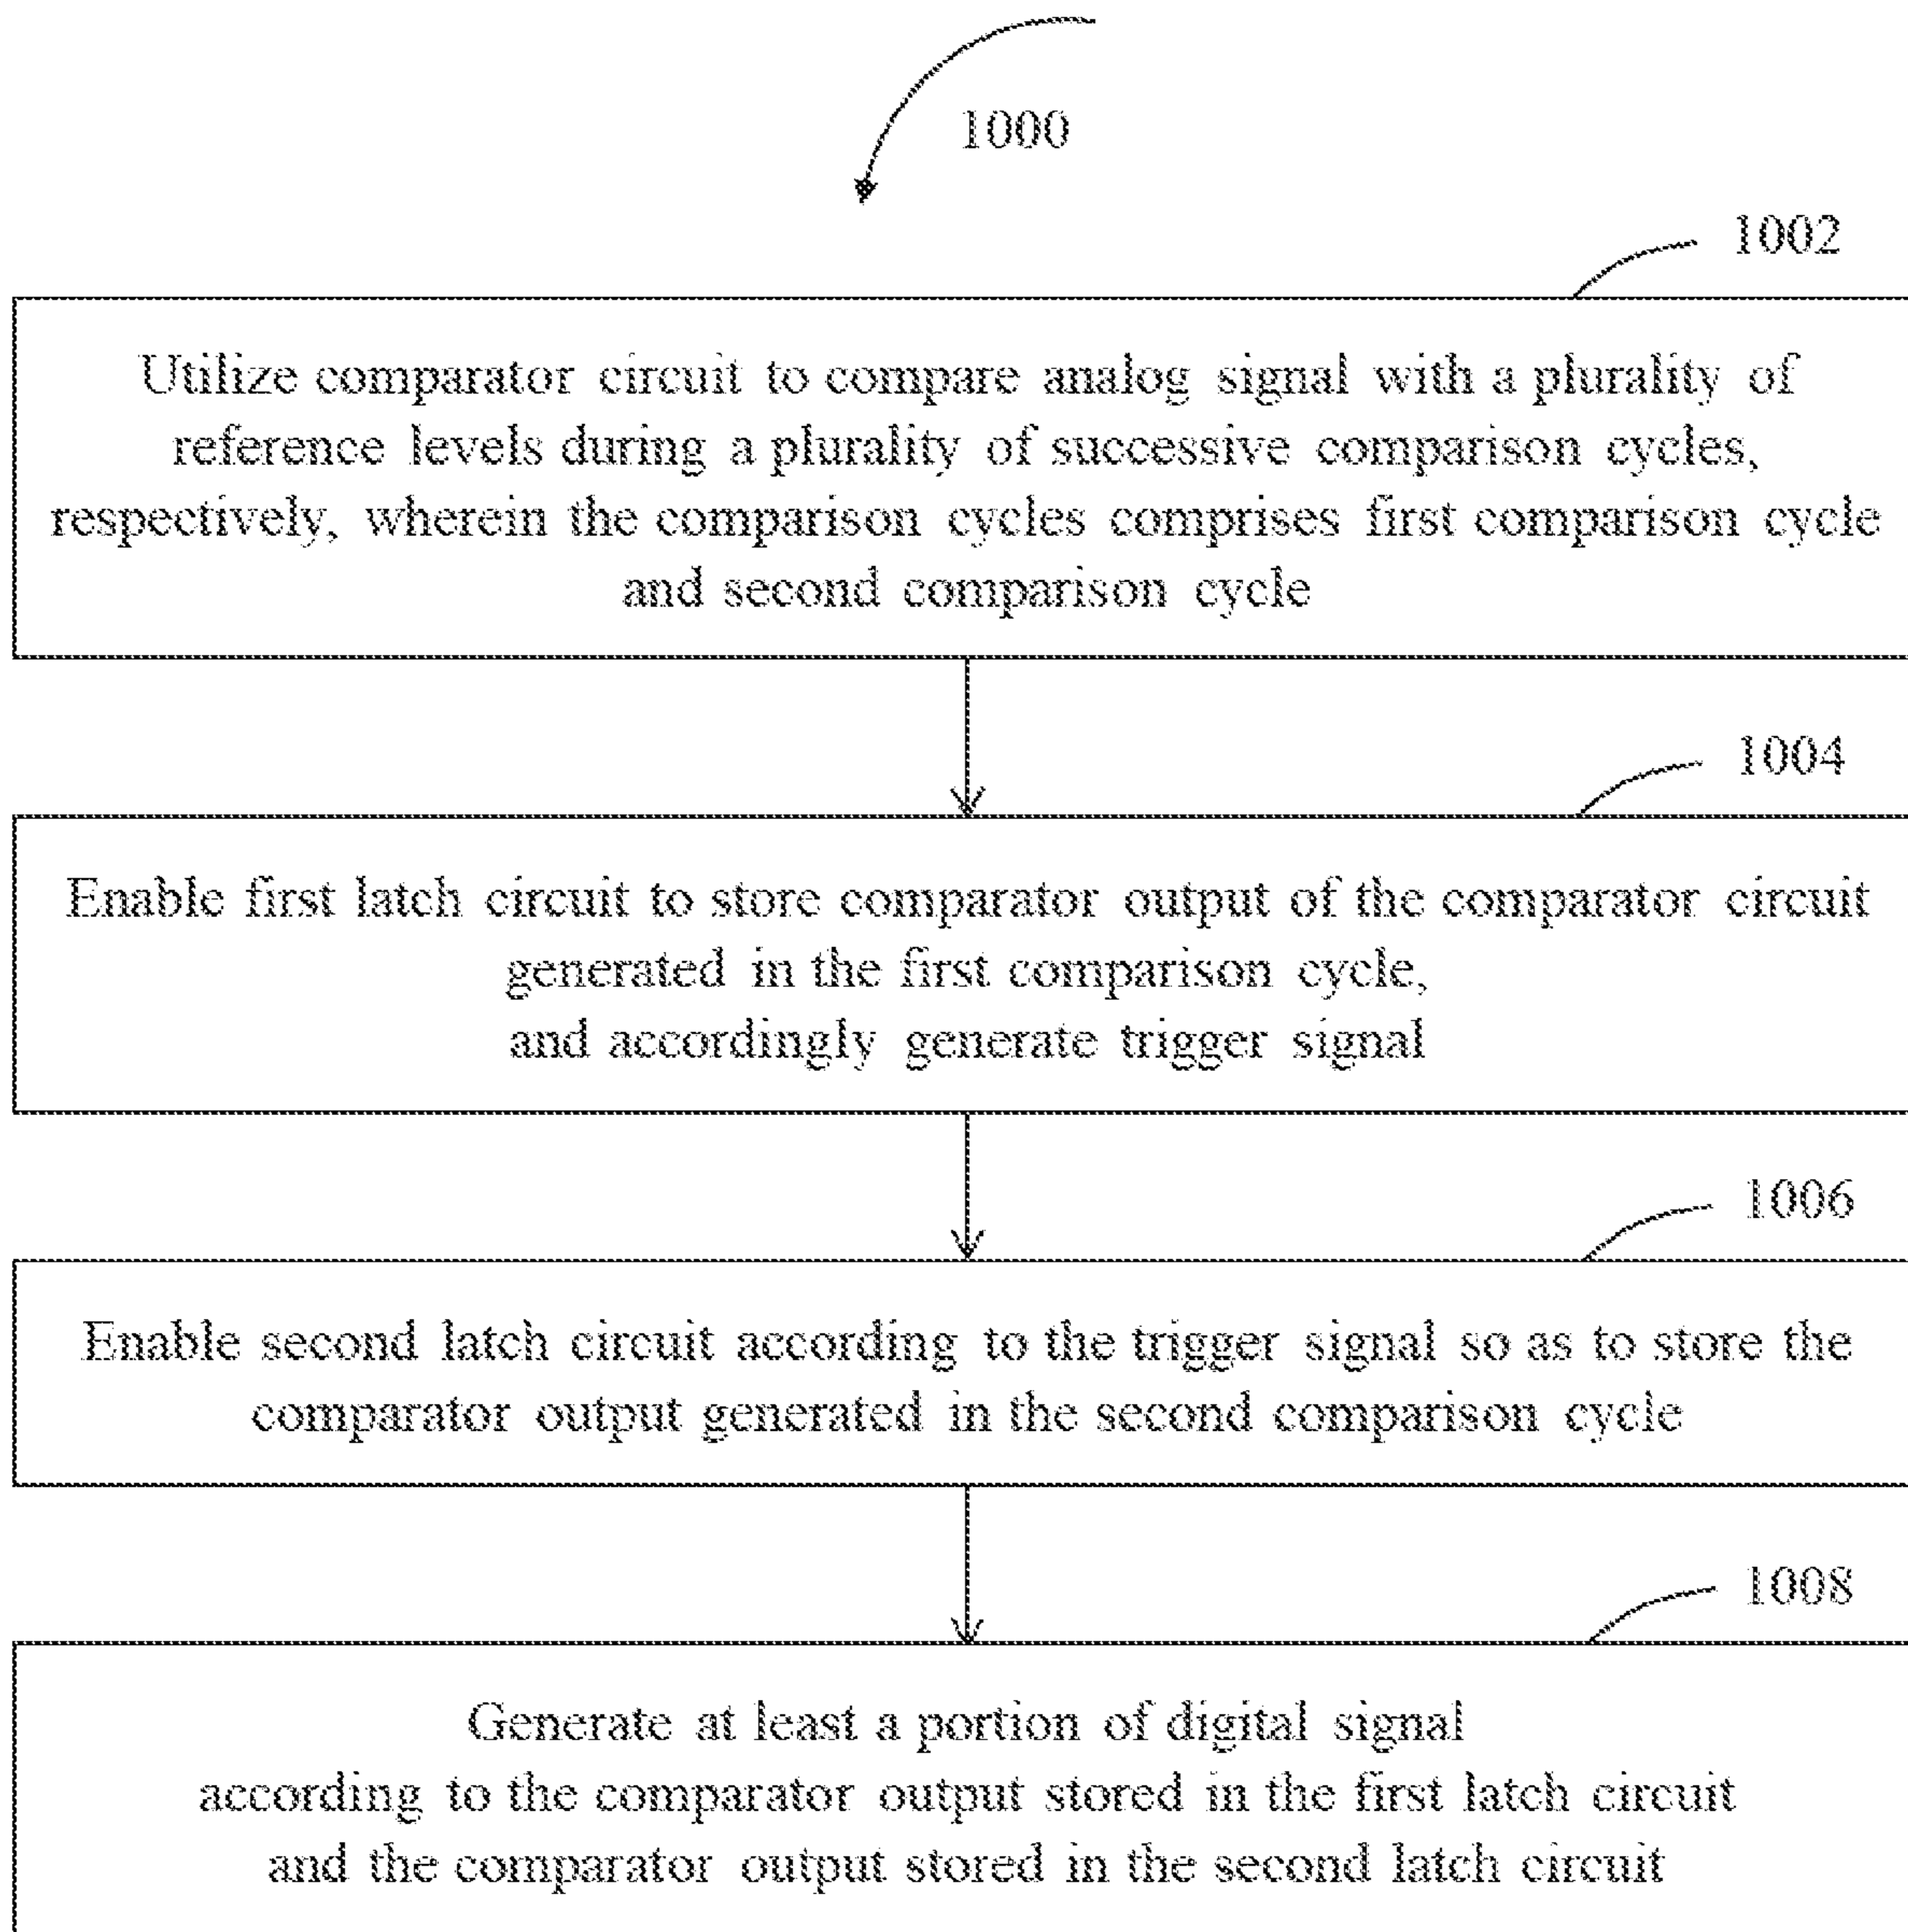 1000
1002
Utilize comparator circuit to compare analog signal with a plurality of
reference levels during a plurality of successive comparison cycles,
respectively, wherein the comparison cycles comprises first comparison cycle
and second comparison cycle
1004
Enable first latch circuit to store comparator output of the comparator circuit
generated in the first comparison cycle,
and accordingly generate trigger signal
1006
Enable second latch circuit according to the trigger signal so as to store the
comparator output generated in the second comparison cycle
1008
Generate at least a portion of digital signal
according to the comparator output stored in the first latch circuit
and the comparator output stored in the second latch circuit